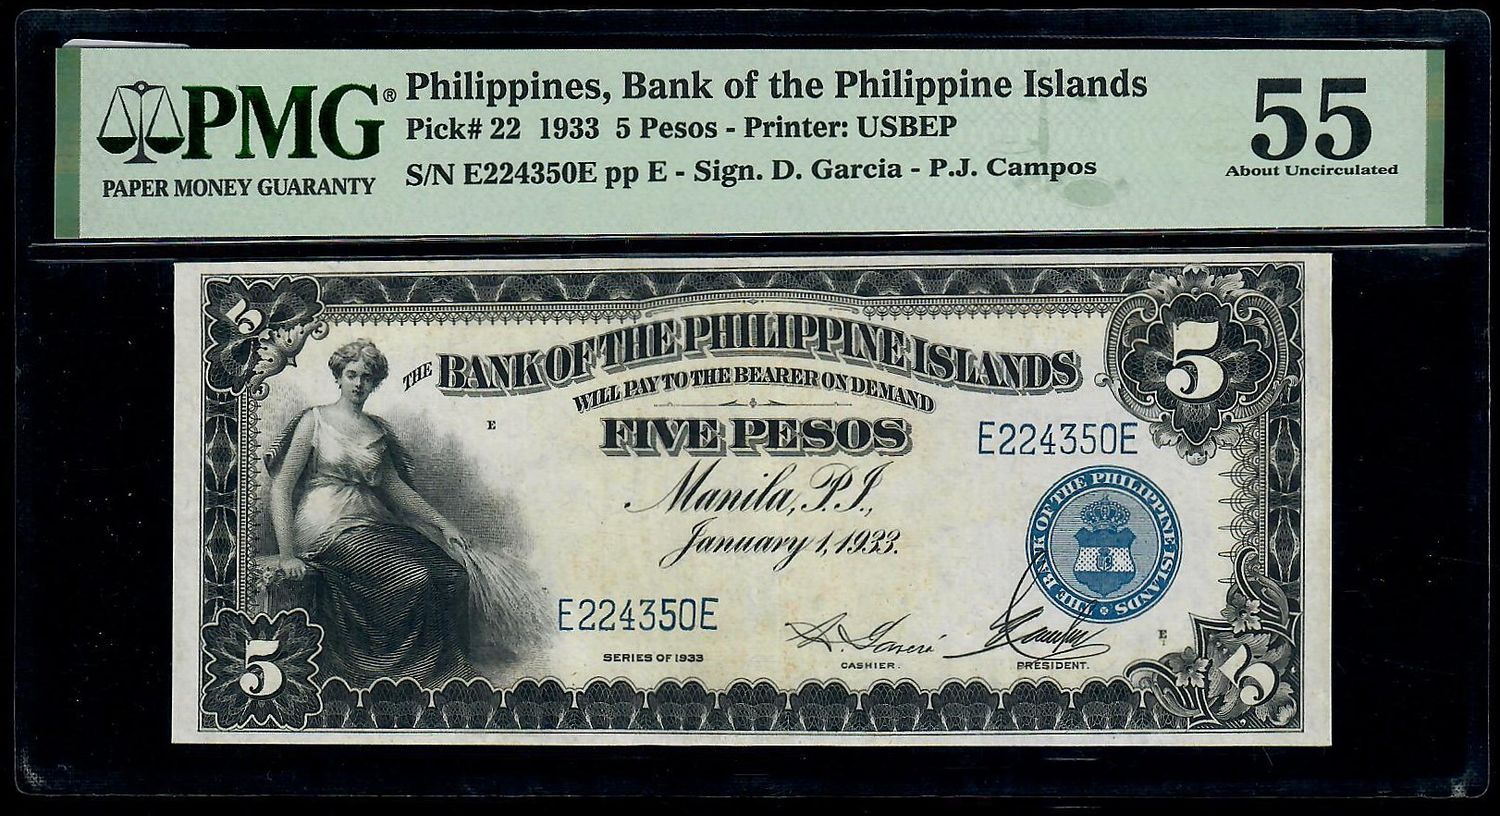 PMG®
PAPER MONEY GUARANTY
Philippines, Bank of the Philippine Islands
Pick# 22 1933 5 Pesos - Printer: USBEP
S/N E224350E pp E - Sign. D. Garcia - P.J. Campos
55
About Uncirculated
5
5
THE BANK OF THE PHILIPPINE ISLANDS
WILL PAY TO THE BEARER ON DEMAND
E
FIVE PESOS
E224350E
Manila, P.I.,
January 1, 1933.
THE BANK OF THE PHILIPPINE ISLANDS
E224350E
SERIES OF 1933
D. Garcia
CASHIER.
PRESIDENT.
E
5
5